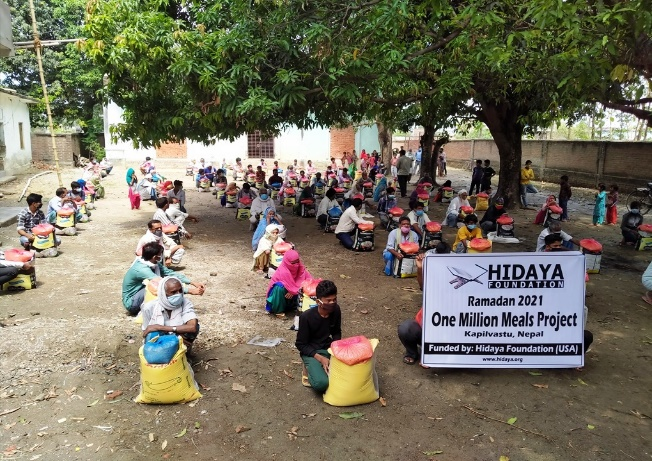 HIDAYA
FOUNDATION
Ramadan 2021
One Million Meals Project
Kapilvastu, Nepal
Funded by: Hidaya Foundation (USA)
www.hidaya.org